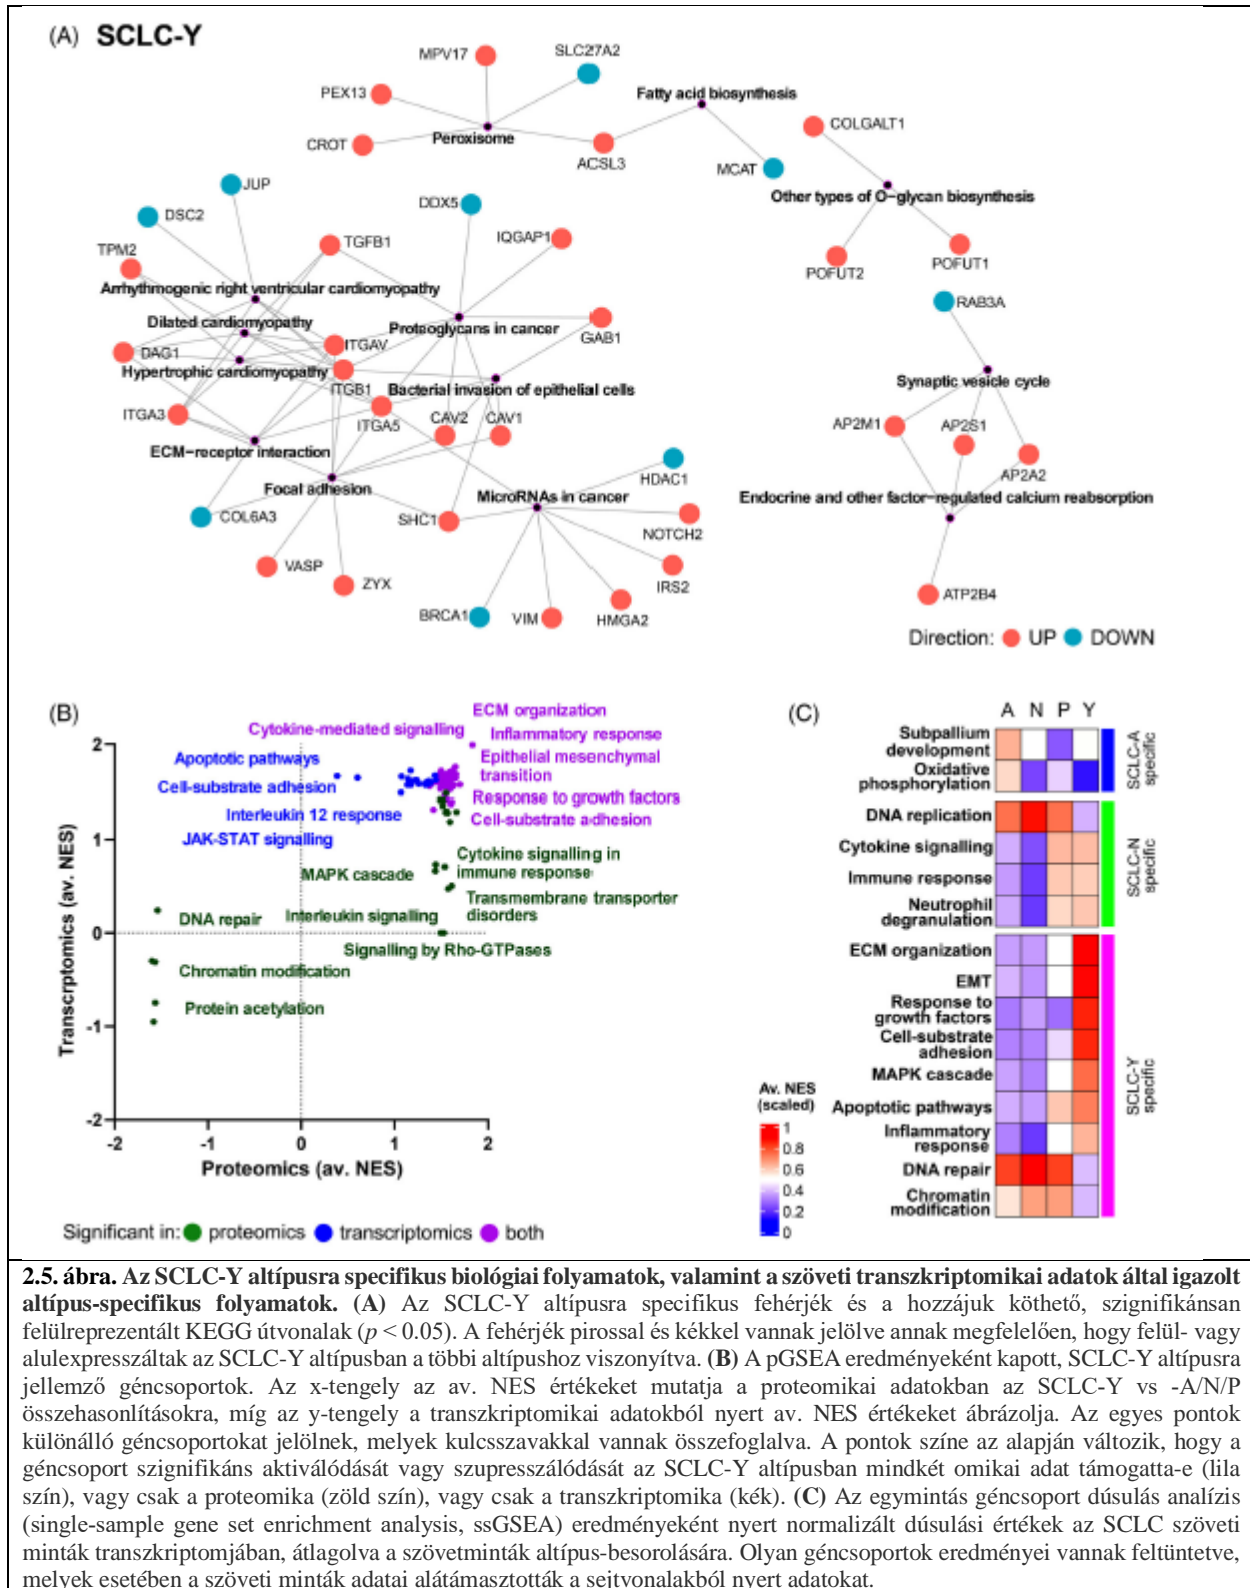 (A) SCLC-Y
MPV17
SLC27A2
PEX13
Fatty acid biosynthesis
COLGALT1
CROT
Peroxisome
ACSL3
MCAT
JUP
DDX5
Other types of O-glycan biosynthesis
DSC2
TGFB1
IQGAP1
TPM2
POFUT2
POFUT1
Arrhythmogenic right ventricular cardiomyopathy
RAB3A
Dilated cardiomyopathy
Proteoglycans in cancer
GAB1
DAG1
ITGAV
Hypertrophic cardiomyopathy
ITGB1
Bacterial invasion of epithelial cells
Synaptic vesicle cycle
ITGA3
ITGA5
CAV2
CAV1
AP2M1
AP2S1
ECM-receptor interaction
AP2A2
HDAC1
Focal adhesion
MicroRNAs in cancer
Endocrine and other factor-regulated calcium reabsorption
COL6A3
SHC1
NOTCH2
VASP
ZYX
IRS2
ATP2B4
BRCA1
VIM
HMGA2
Direction: UP DOWN
(B)
ECM organization
Cytokine-mediated signalling
Inflammatory response
Apoptotic pathways
Epithelial mesenchymal
transition
Cell-substrate adhesion
Response to growth factors
Interleukin 12 response
Cell-substrate adhesion
JAK-STAT signalling
Cytokine signalling in
immune response
MAPK cascade
Transmembrane transporter
disorders
DNA repair
Interleukin signalling
Signalling by Rho-GTPases
Chromatin modification
Protein acetylation
Transcrptomics (av. NES)
2
1
0
-1
-2
-2 -1 0 1 2
Proteomics (av. NES)
Significant in: proteomics transcriptomics both
(C)
A N P Y
Subpallium
development
Oxidative
phosphorylation
SCLC-A
specific
DNA replication
Cytokine signalling
Immune response
Neutrophil
degranulation
SCLC-N
specific
ECM organization
EMT
Response to
growth factors
Cell-substrate
adhesion
MAPK cascade
Apoptotic pathways
Inflammatory
response
DNA repair
Chromatin
modification
SCLC-Y
specific
Av. NES
(scaled)
1
0.8
0.6
0.4
0.2
0
2.5. ábra. Az SCLC-Y altípusra specifikus biológiai folyamatok, valamint a szöveti transzkriptomikai adatok által igazolt
altípus-specifikus folyamatok. (A) Az SCLC-Y altípusra specifikus fehérjék és a hozzájuk köthető, szignifikánsan
felülreprezentált KEGG útvonalak (p < 0.05). A fehérjék pirossal és kékkel vannak jelölve annak megfelelően, hogy felül- vagy
alulexpresszáltak az SCLC-Y altípusban a többi altípushoz viszonyítva. (B) A pGSEA eredményeként kapott, SCLC-Y altípusra
jellemző géncsoportok. Az x-tengely az av. NES értékeket mutatja a proteomikai adatokban az SCLC-Y vs -A/N/P
összehasonlításokra, míg az y-tengely a transzkriptomikai adatokból nyert av. NES értékeket ábrázolja. Az egyes pontok
különálló géncsoportokat jelölnek, melyek kulcsszavakkal vannak összefoglalva. A pontok színe az alapján változik, hogy a
géncsoport szignifikáns aktiválódását vagy szupresszálódását az SCLC-Y altípusban mindkét omikai adat támogatta-e (lila
szín), vagy csak a proteomika (zöld szín), vagy csak a transzkriptomika (kék). (C) Az egymintás géncsoport dúsulás analízis
(single-sample gene set enrichment analysis, ssGSEA) eredményeként nyert normalizált dúsulási értékek az SCLC szöveti
minták transzkriptomjában, átlagolva a szövetminták altípus-besorolására. Olyan géncsoportok eredményei vannak feltüntetve,
melyek esetében a szöveti minták adatai alátámasztották a sejtvonalakból nyert adatokat.